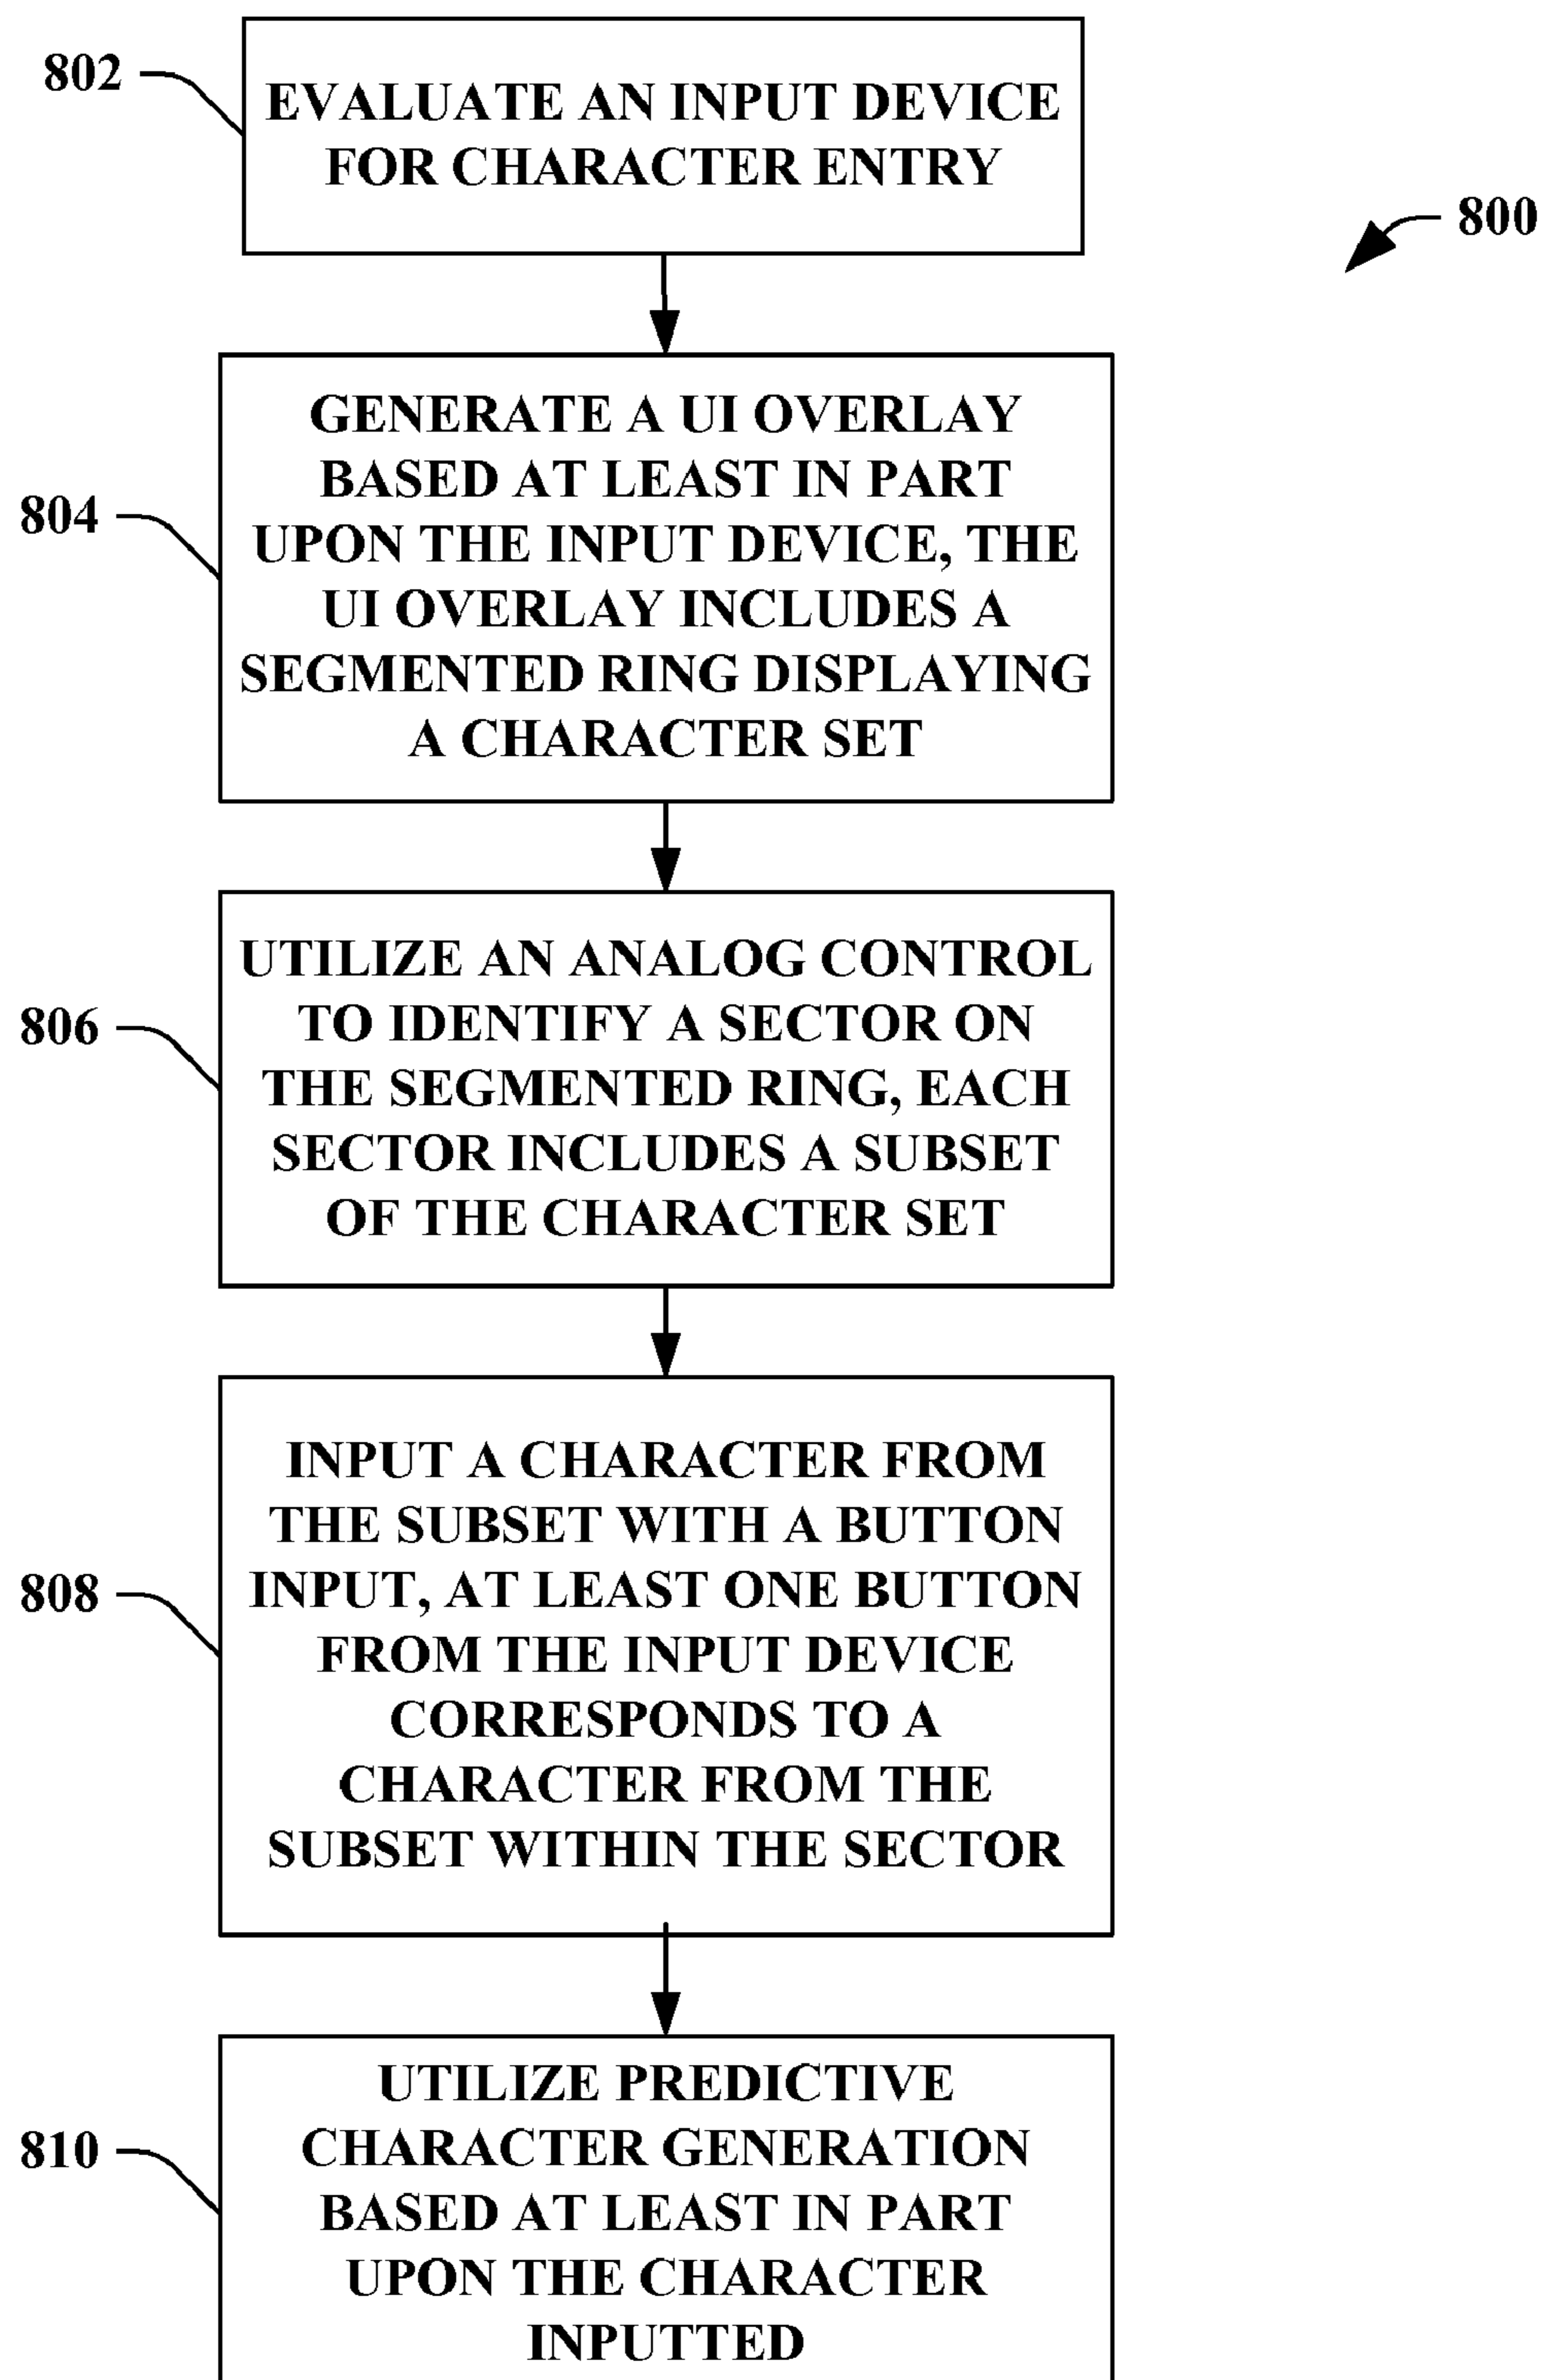 802
EVALUATE AN INPUT DEVICE
FOR CHARACTER ENTRY
800
804
GENERATE A UI OVERLAY
BASED AT LEAST IN PART
UPON THE INPUT DEVICE, THE
UI OVERLAY INCLUDES A
SEGMENTED RING DISPLAYING
A CHARACTER SET
806
UTILIZE AN ANALOG CONTROL
TO IDENTIFY A SECTOR ON
THE SEGMENTED RING, EACH
SECTOR INCLUDES A SUBSET
OF THE CHARACTER SET
808
INPUT A CHARACTER FROM
THE SUBSET WITH A BUTTON
INPUT, AT LEAST ONE BUTTON
FROM THE INPUT DEVICE
CORRESPONDS TO A
CHARACTER FROM THE
SUBSET WITHIN THE SECTOR
810
UTILIZE PREDICTIVE
CHARACTER GENERATION
BASED AT LEAST IN PART
UPON THE CHARACTER
INPUTTED